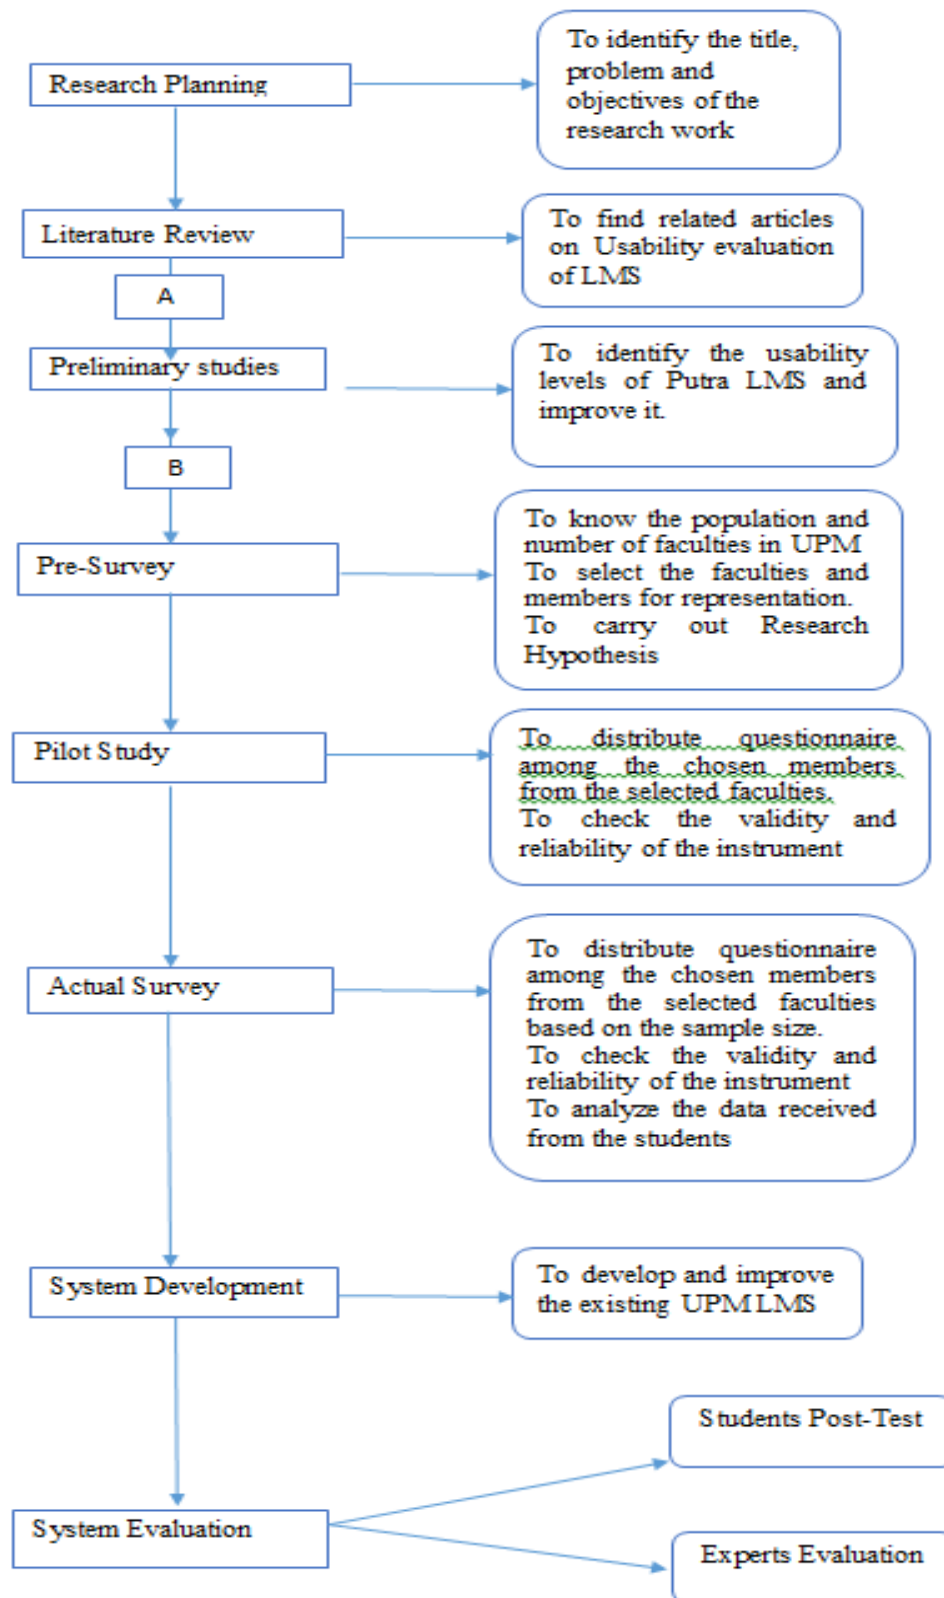 Research Planning
To identify the title,
problem and
objectives of the
research work
Literature Review
To find related articles
on Usability evaluation
of LMS
A
Preliminary studies
To identify the usability
levels of Putra LMS and
improve it.
B
Pre-Survey
To know the population and
number of faculties in UPM
To select the faculties and
members for representation.
To carry out Research
Hypothesis
Pilot Study
To distribute questionnaire
among the chosen members
from the selected faculties.
To check the validity and
reliability of the instrument
Actual Survey
To distribute questionnaire
among the chosen members
from the selected faculties
based on the sample size.
To check the validity and
reliability of the instrument
To analyze the data received
from the students
System Development
To develop and improve
the existing UPM LMS
Students Post-Test
System Evaluation
Experts Evaluation